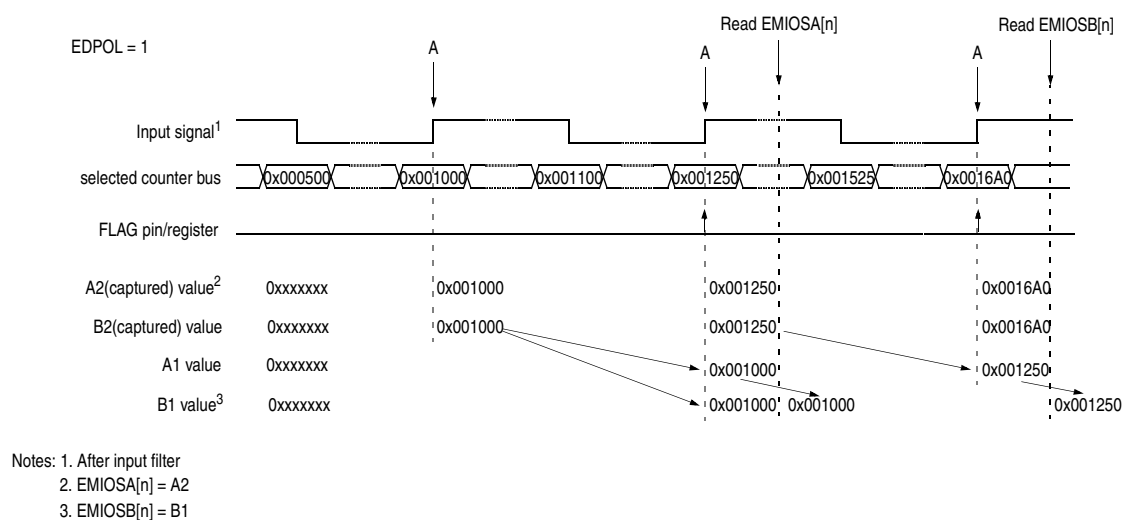 Read EMIOSA[n] Read EMIOSB[n]
EDPOL = 1 A A A
Input signal1
selected counter bus 0x000500 0x001000 0x001100 0x001250 0x001525 0x0016A0
FLAG pin/register
A2(captured) value2 0xxxxxxx 0x001000 0x001250 0x0016A0
B2(captured) value 0xxxxxxx 0x001000 0x001250 0x0016A0
A1 value 0xxxxxxx 0x001000 0x001250
B1 value3 0xxxxxxx 0x001000 0x001000 0x001250
Notes: 1. After input filter
2. EMIOSA[n] = A2
3. EMIOSB[n] = B1